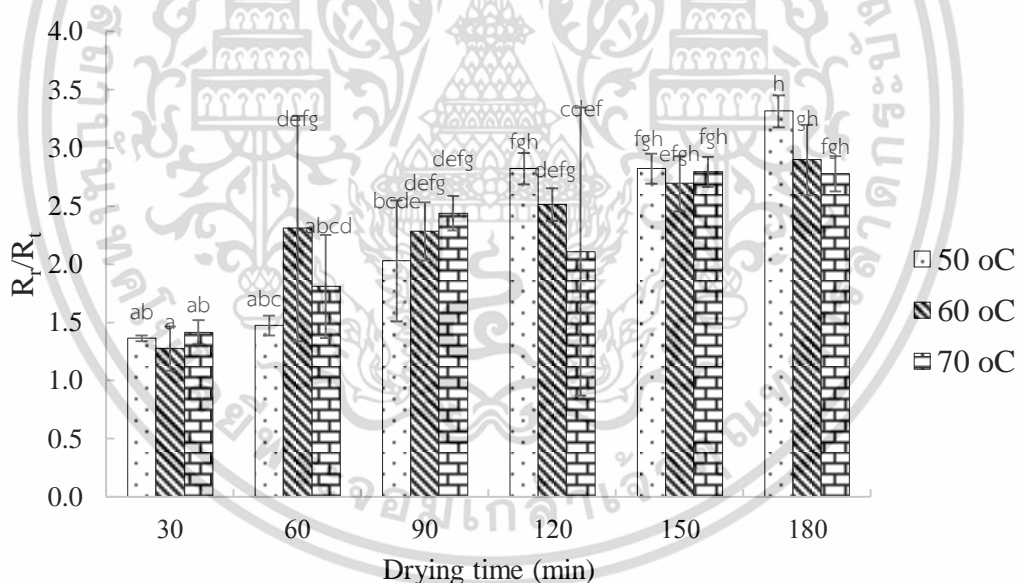 4.0
3.5
3.0
2.5
2.0
1.5
1.0
0.5
0.0
Rr/Rt
ab
a
ab
abc
defg
abcd
bcde
defg
defg
fgh
defg
cdef
fgh
efgh
fgh
h
gh
fgh
30 60 90 120 150 180
Drying time (min)
50 oC
60 oC
70 oC